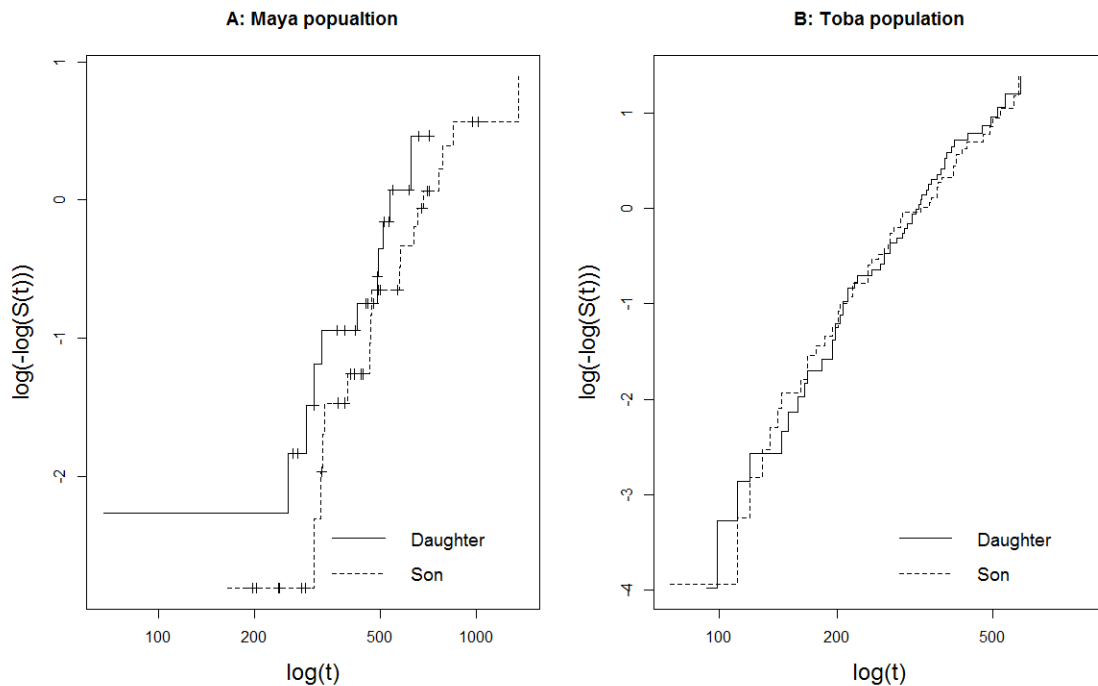 A: Maya popualtion
log(-log(S(t)))
1
0
-1
-2
Daughter
Son
100 200 500 1000
log(t)
B: Toba population
log(-log(S(t)))
1
0
-1
-2
-3
-4
Daughter
Son
100 200 500
log(t)